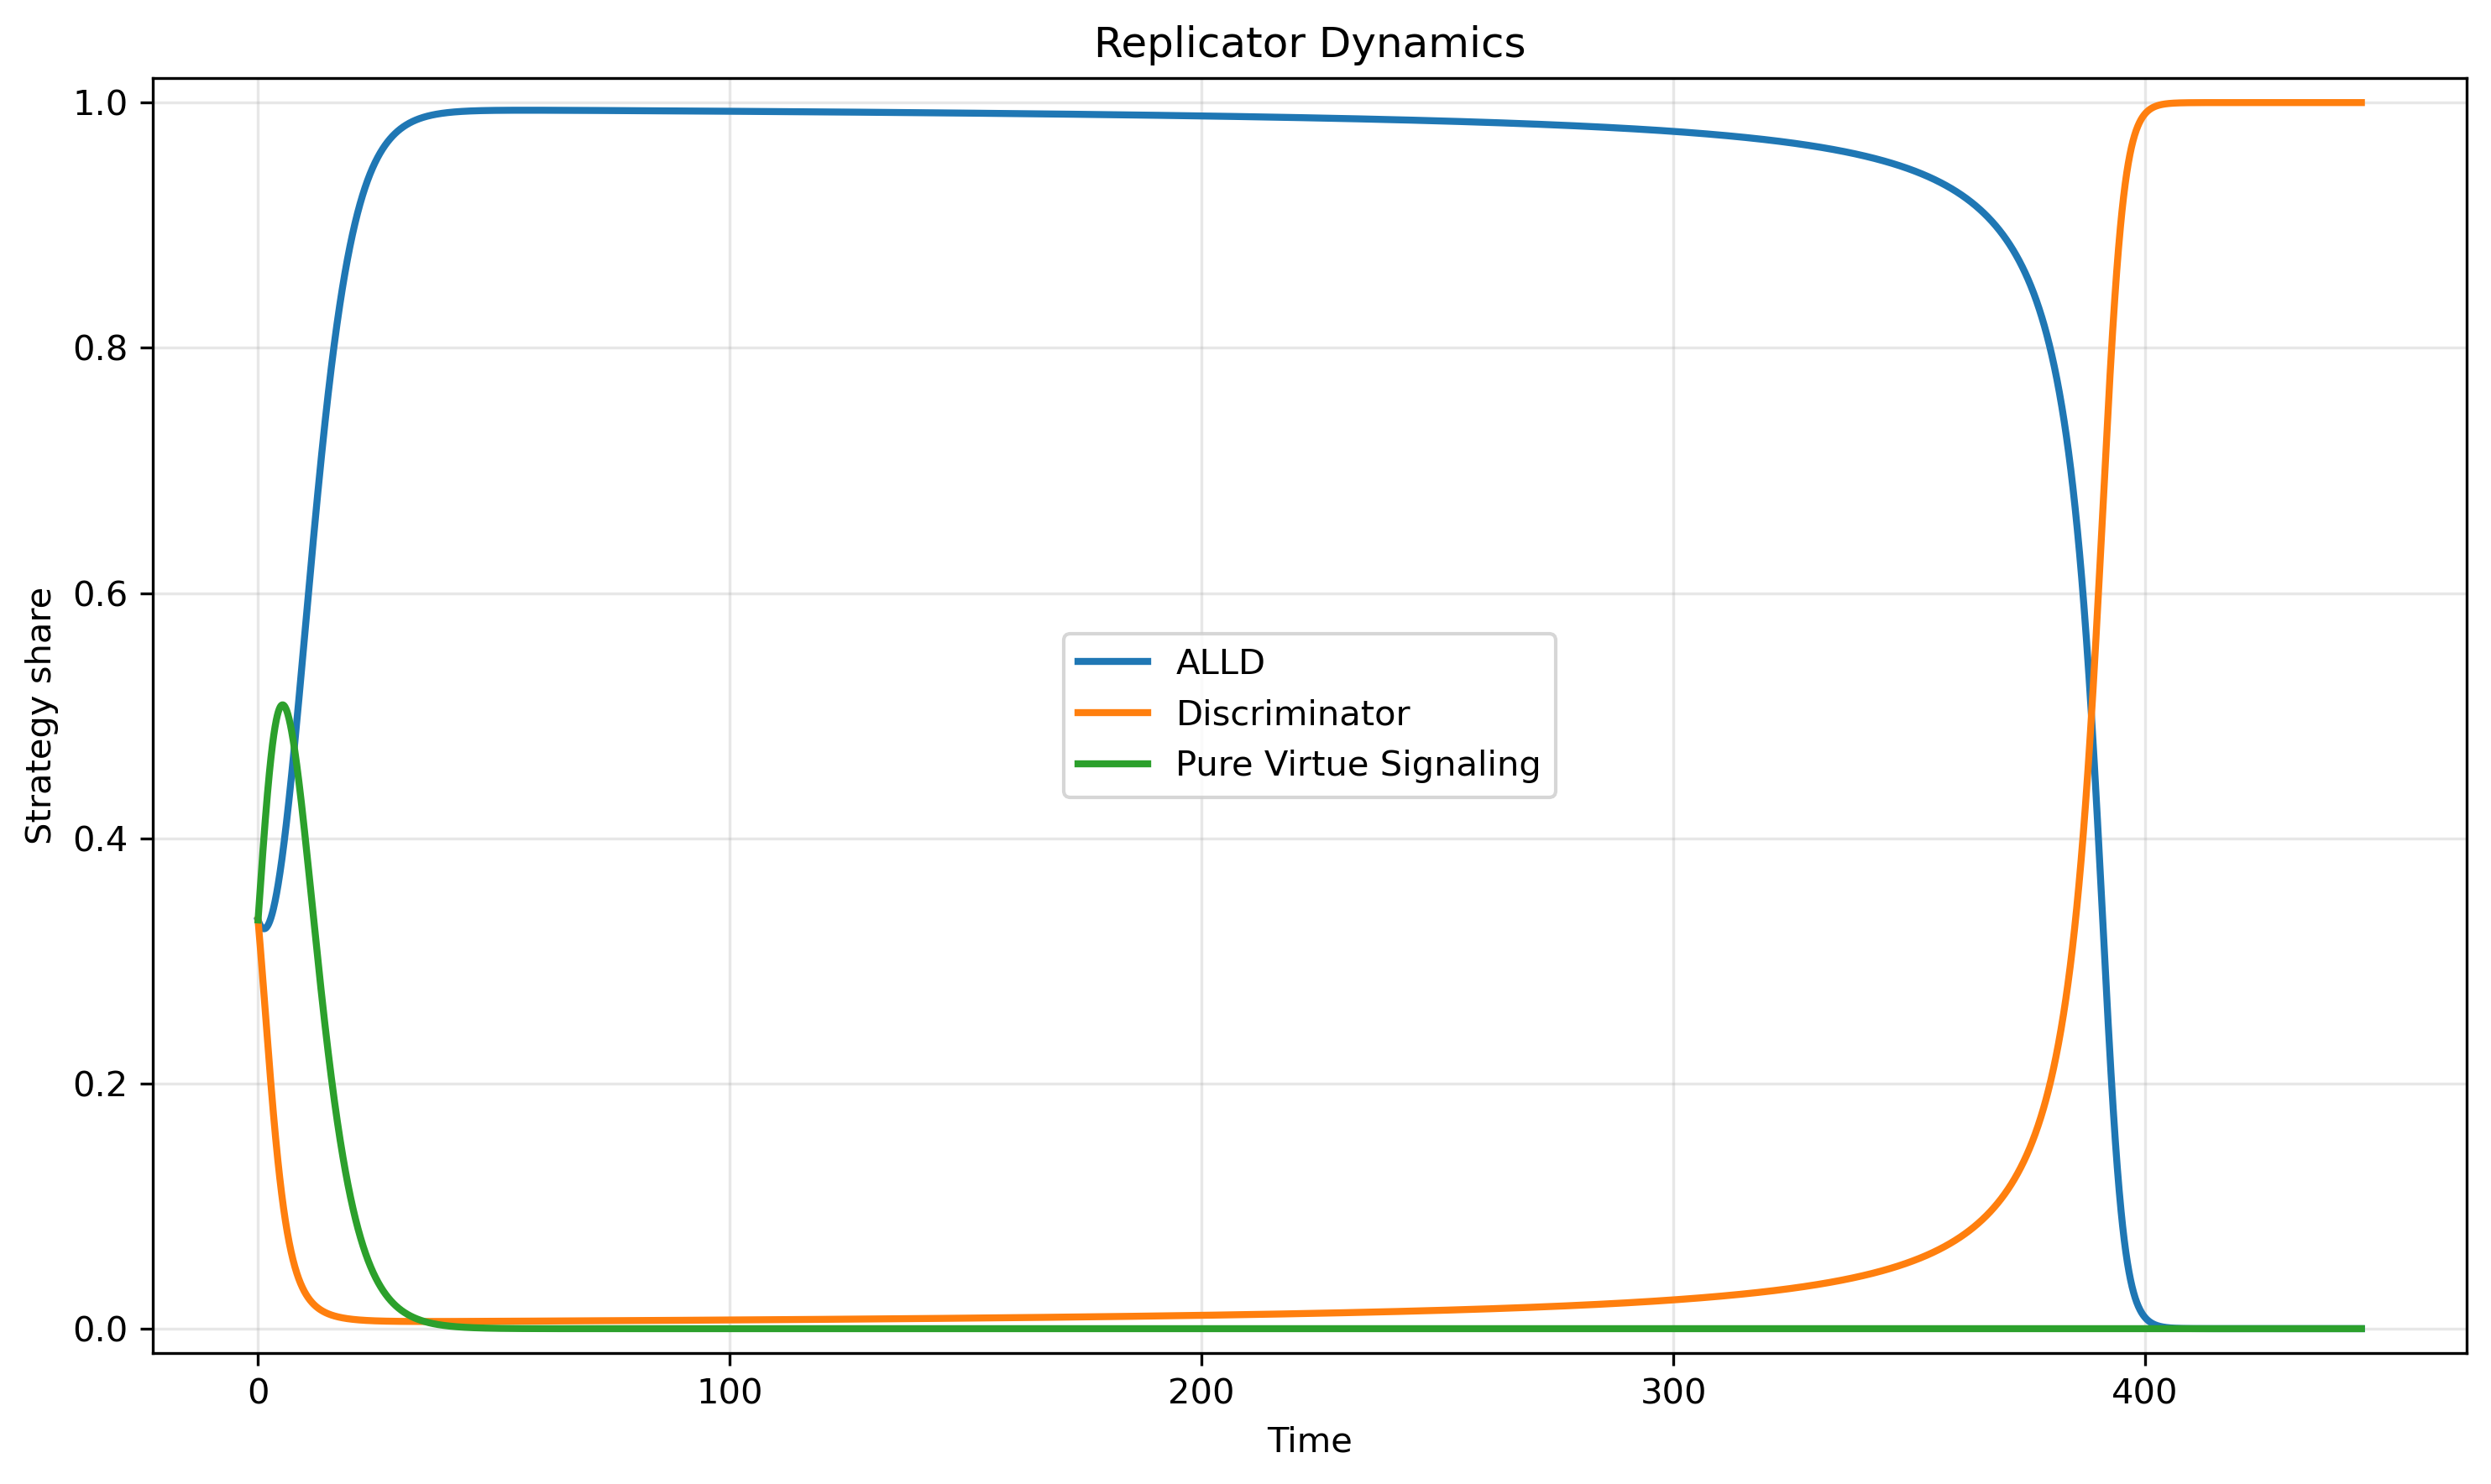 Replicator Dynamics
Strategy share
1.0
0.8
0.6
0.4
0.2
0.0
ALLD
Discriminator
Pure Virtue Signaling
0
100
200
300
400
Time